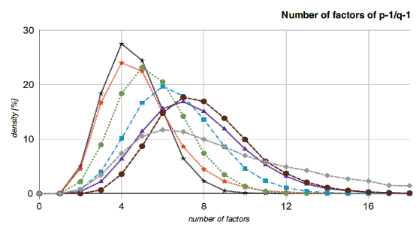 Number of factors of p-1/q-1
30
20
10
0
density [%]
0 4 8 12 16
number of factors